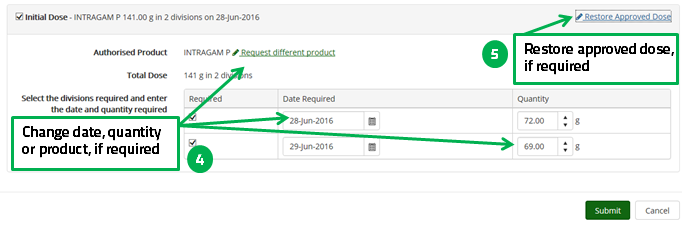 Initial Dose - INTRAGAM P 141.00 g in 2 divisions on 28-Jun-2016
Restore Approved Dose
5
Restore approved dose,
if required
Authorised Product
INTRAGAM P Request different product
Total Dose
141 g in 2 divisions
Select the divisions required and enter
the date and quantity required
Required
Date Required
Quantity
28-Jun-2016
72.00
g
29-Jun-2016
69.00
g
Change date, quantity
or product, if required
4
Submit
Cancel